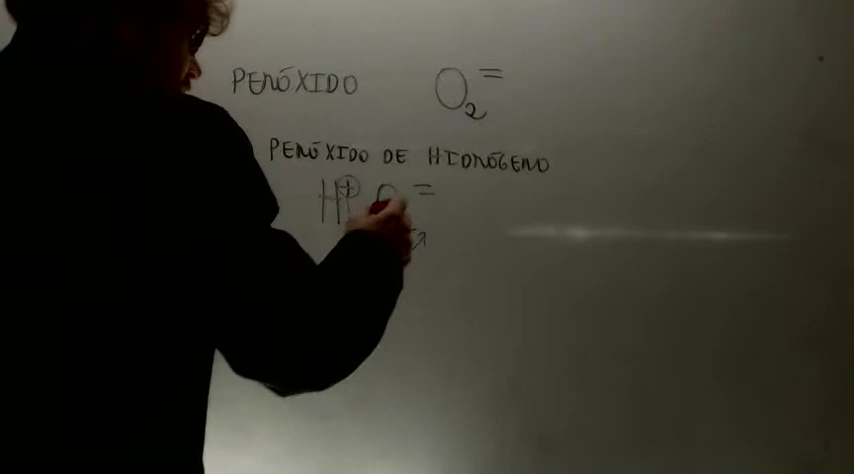 PERÓXIDO O₂⁼
PERÓXIDO DE HIDRÓGENO
H⁺ O ⁼